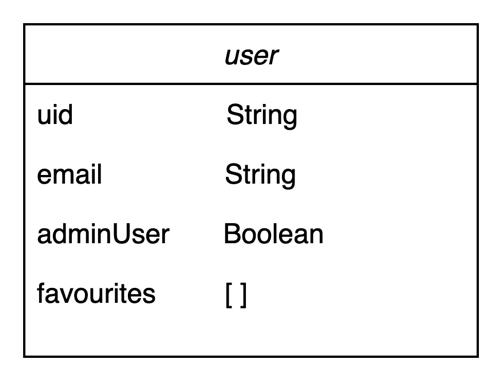 user
uid String
email String
adminUser Boolean
favourites [ ]